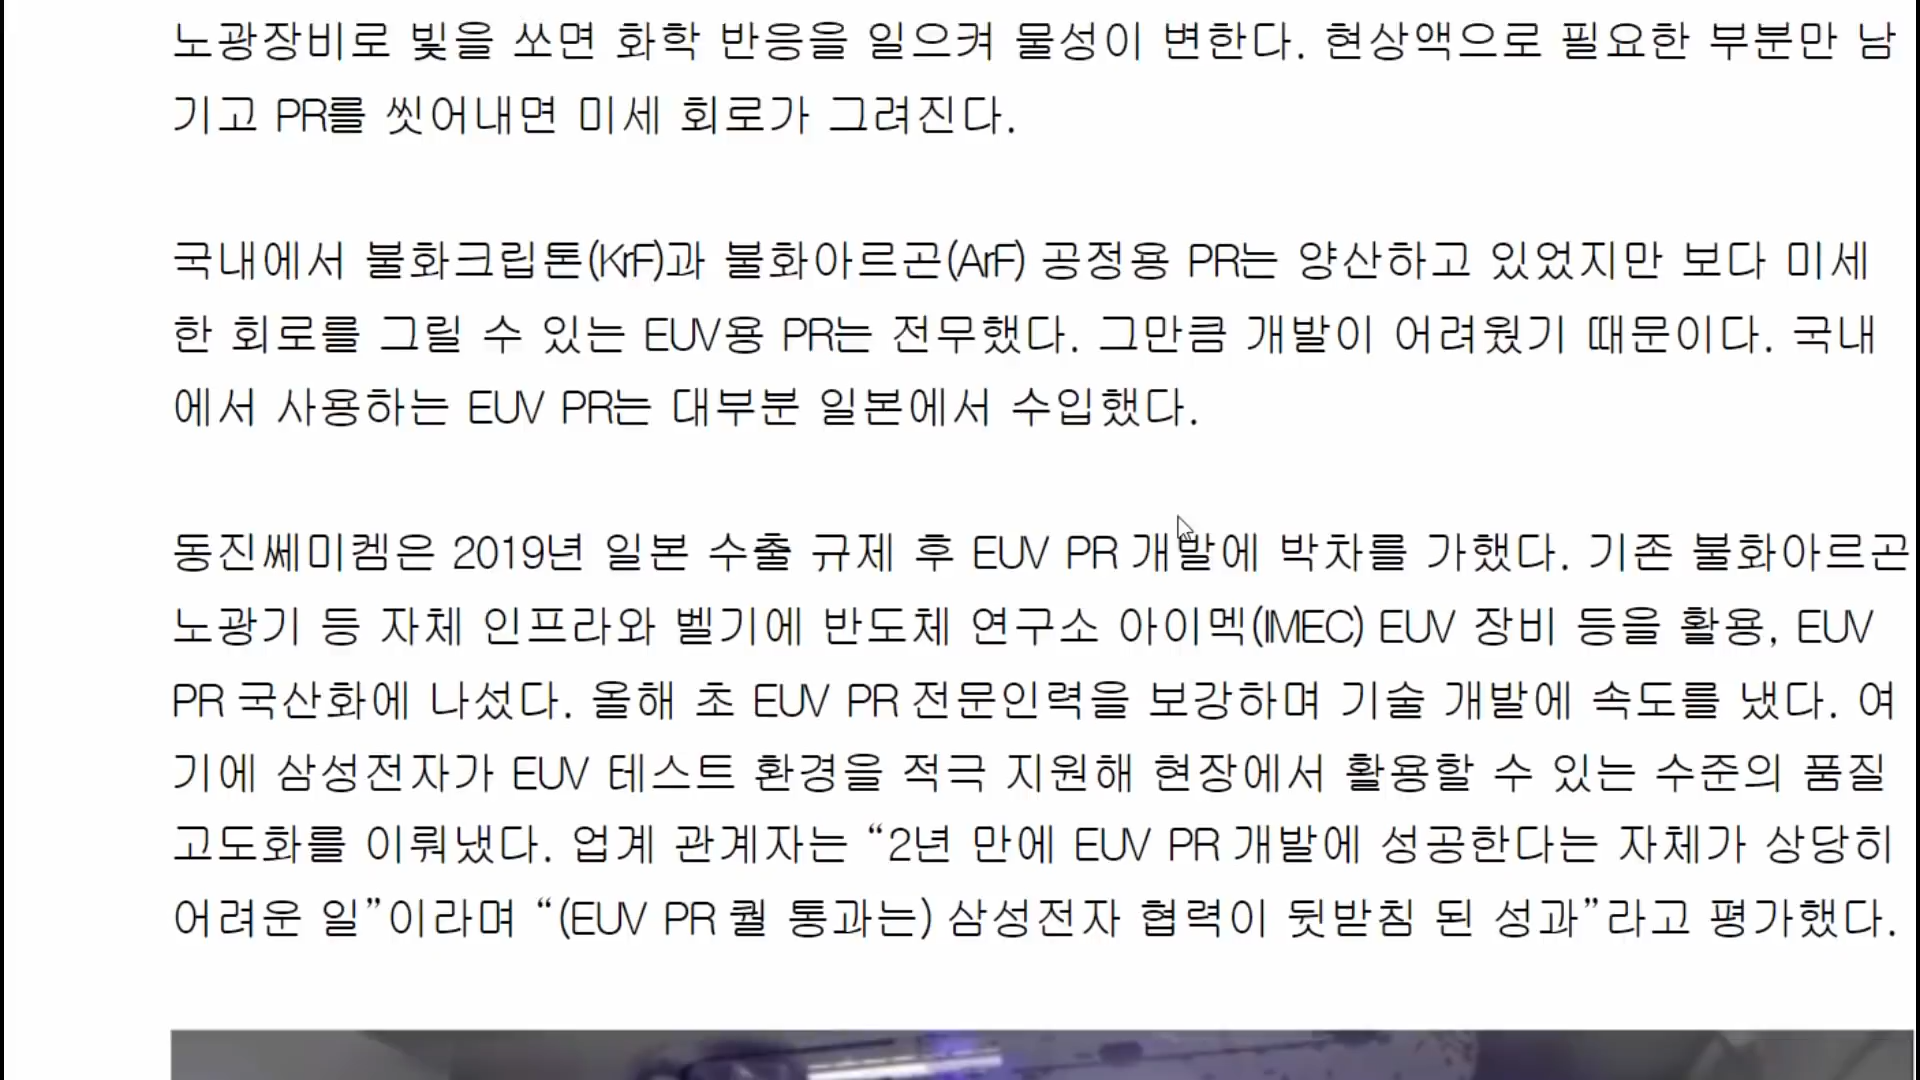 노광장비로 빛을 쏘면 화학 반응을 일으켜 물성이 변한다. 현상액으로 필요한 부분만 남
기고 PR를 씻어내면 미세 회로가 그려진다.
국내에서 불화크립톤(KrF)과 불화아르곤(ArF) 공정용 PR는 양산하고 있었지만 보다 미세
한 회로를 그릴 수 있는 EUV용 PR는 전무했다. 그만큼 개발이 어려웠기 때문이다. 국내
에서 사용하는 EUV PR는 대부분 일본에서 수입했다.
동진쎄미켐은 2019년 일본 수출 규제 후 EUV PR 개발에 박차를 가했다. 기존 불화아르곤
노광기 등 자체 인프라와 벨기에 반도체 연구소 아이멕(IMEC) EUV 장비 등을 활용, EUV
PR 국산화에 나섰다. 올해 초 EUV PR 전문인력을 보강하며 기술 개발에 속도를 냈다. 여
기에 삼성전자가 EUV 테스트 환경을 적극 지원해 현장에서 활용할 수 있는 수준의 품질
고도화를 이뤄냈다. 업계 관계자는 “2년 만에 EUV PR 개발에 성공한다는 자체가 상당히
어려운 일”이라며 “(EUV PR 퀄 통과는) 삼성전자 협력이 뒷받침 된 성과”라고 평가했다.